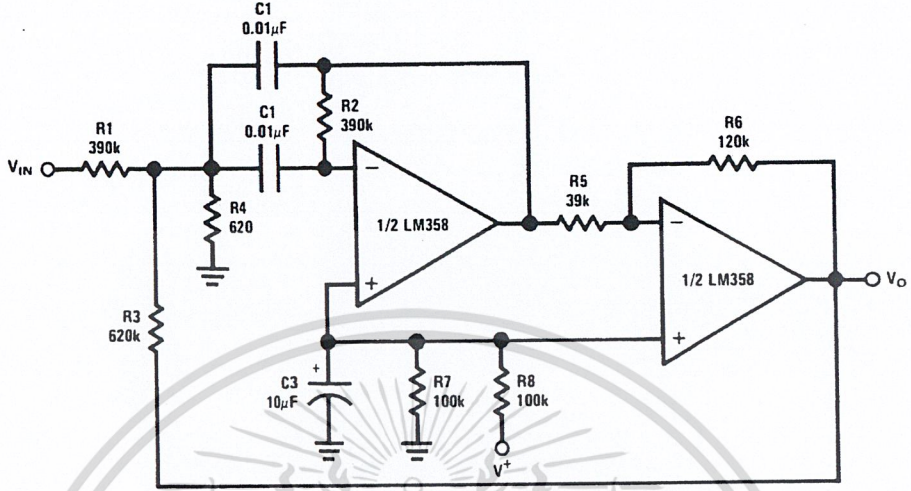 C1
0.01μF
C1
0.01μF
R2
390k
R1
390k
VIN
R4
620
R3
620k
−
+
1/2 LM358
R5
39k
R6
120k
−
+
1/2 LM358
VO
+
C3
10μF
R7
100k
R8
100k
V+